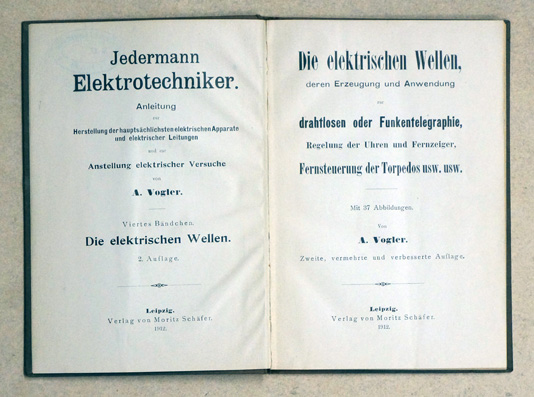 Jedermann
Elektrotechniker.
Anleitung
zur
Herstellung der hauptsächlichsten elektrischen Apparate
und elektrischer Leitungen
und zur
Anstellung elektrischer Versuche
von
A. Vogler.
Viertes Bändchen.
Die elektrischen Wellen.
2. Auflage.
Leipzig.
Verlag von Moritz Schäfer.
1912.
Die elektrischen Wellen,
deren Erzeugung und Anwendung
zur
drahtlosen oder Funkentelegraphie,
Regelung der Uhren und Fernzeiger,
Fernsteuerung der Torpedos usw. usw.
Mit 37 Abbildungen.
Von
A. Vogler.
Zweite, vermehrte und verbesserte Auflage.
Leipzig.
Verlag von Moritz Schäfer.
1912.